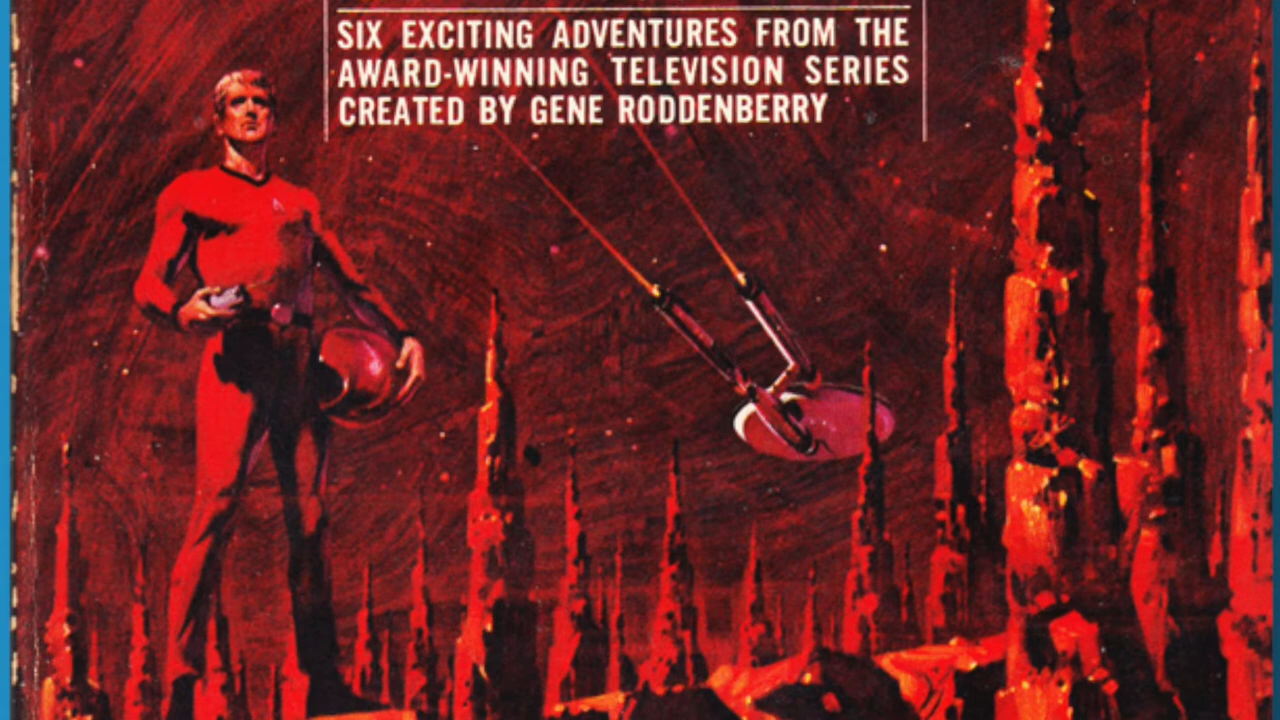 SIX EXCITING ADVENTURES FROM THE
AWARD-WINNING TELEVISION SERIES
CREATED BY GENE RODDENBERRY